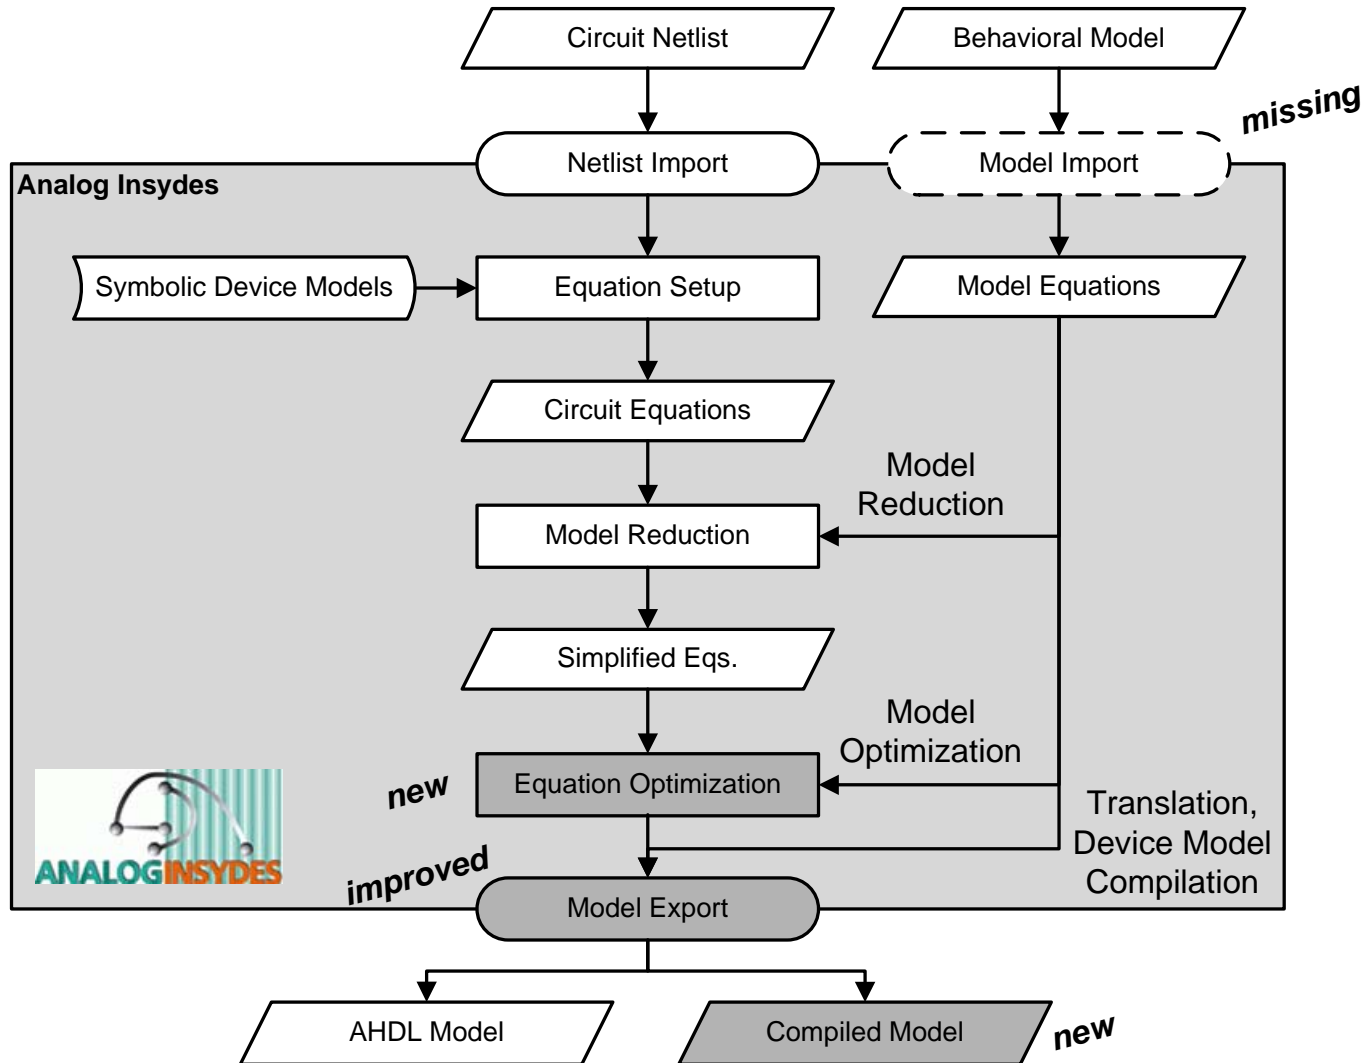 Circuit Netlist
Behavioral Model
missing
Netlist Import
Model Import
Analog Insydes
Symbolic Device Models
Equation Setup
Model Equations
Circuit Equations
Model
Reduction
Model Reduction
Simplified Eqs.
Model
Optimization
new
Equation Optimization
Translation,
Device Model
Compilation
ANALOGINSYDES
improved
Model Export
AHDL Model
Compiled Model
new